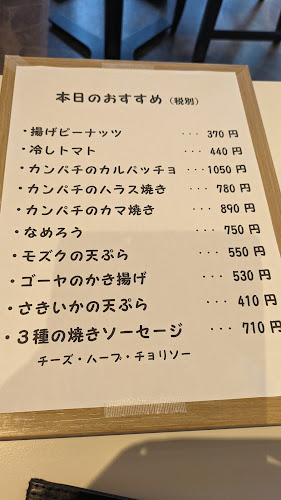 本日のおすすめ（税別）
・揚げピーナッツ ･･･ 370 円
・冷しトマト ･･･ 440 円
・カンパチのカルパッチョ ･･･1050 円
・カンパチのハラス焼き ･･･ 780 円
・カンパチのカマ焼き ･･･ 890 円
・なめろう ･･･ 750 円
・モズクの天ぷら ･･･ 550 円
・ゴーヤのかき揚げ ･･･ 530 円
・さきいかの天ぷら ･･･ 410 円
・３種の焼きソーセージ ･･･ 710 円
チーズ・ハーブ・チョリソー